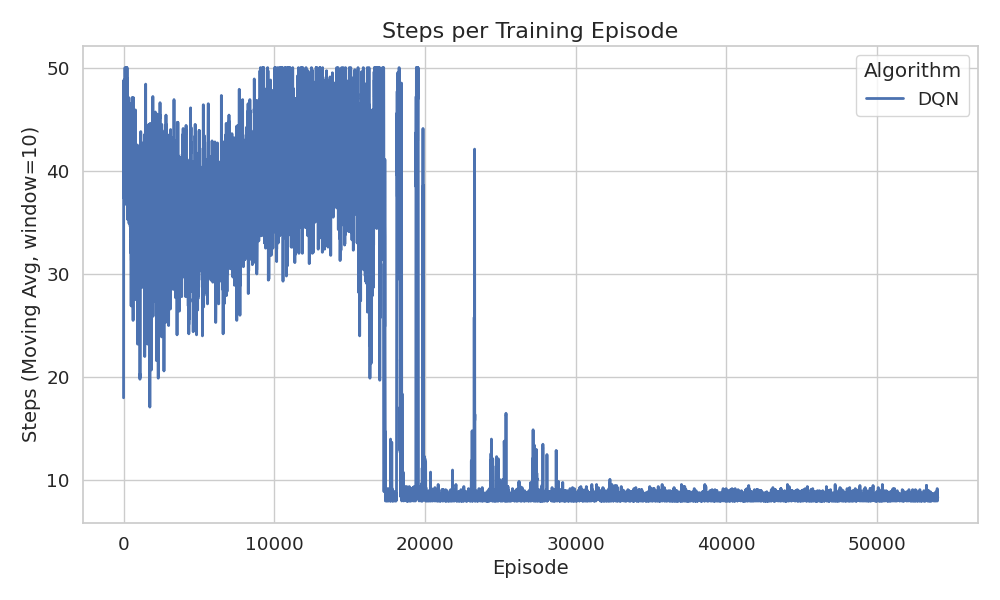 Steps per Training Episode
Steps (Moving Avg, window=10)
50
40
30
20
10
Algorithm
DQN
0
10000
20000
30000
40000
50000
Episode